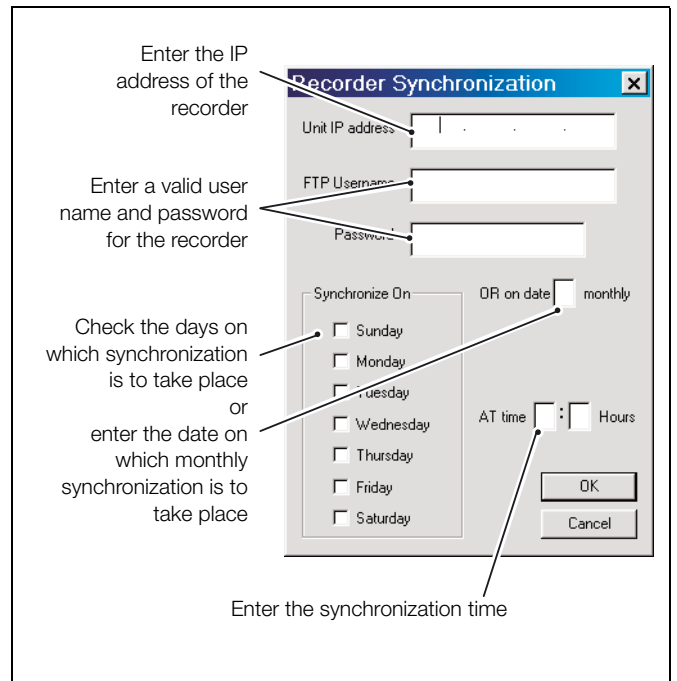 Enter the IP
address of the
recorder
Recorder Synchronization
Unit IP address
. . .
Enter a valid user
name and password
for the recorder
FTP Username
Password
Synchronize On
OR on date monthly
Check the days on
which synchronization
is to take place
or
enter the date on
which monthly
synchronization is to
take place
Sunday
Monday
Tuesday
Wednesday
Thursday
Friday
Saturday
AT time : Hours
OK
Cancel
Enter the synchronization time